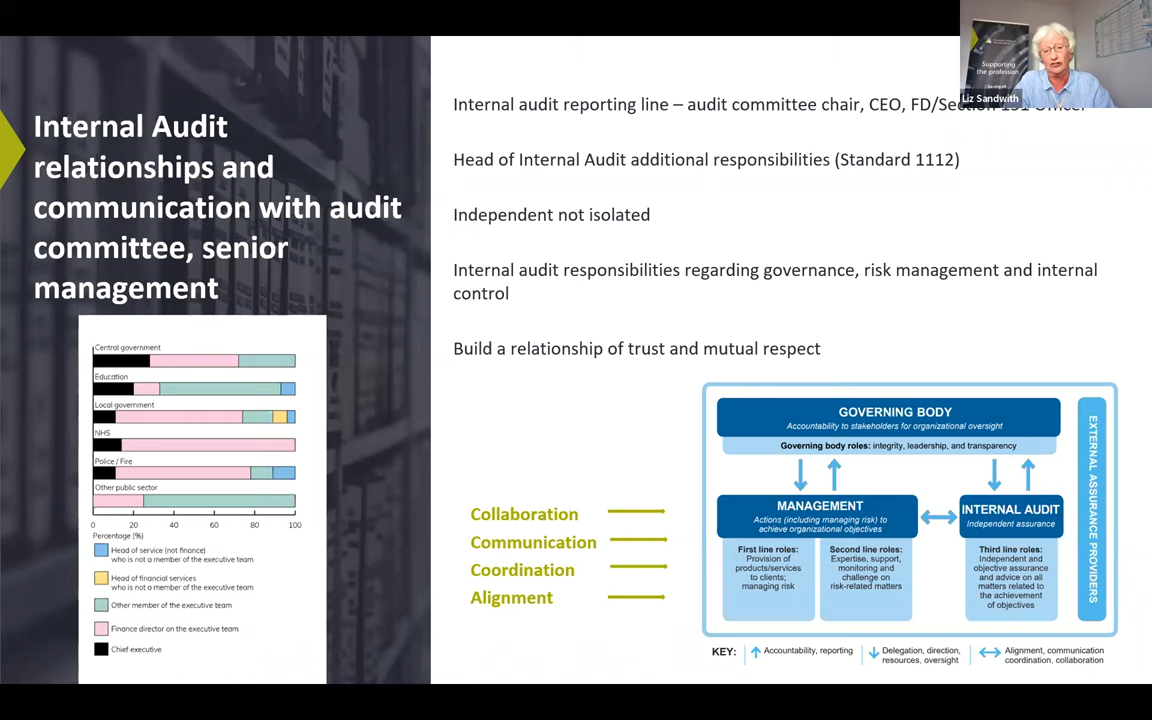 Supporting
the profession
Liz Sandwith
Internal Audit
relationships and
communication with audit
committee, senior
management
Internal audit reporting line – audit committee chair, CEO, FD/Section 151 Officer
Head of Internal Audit additional responsibilities (Standard 1112)
Independent not isolated
Internal audit responsibilities regarding governance, risk management and internal
control
Build a relationship of trust and mutual respect
Central government
Education
Local government
NHS
Police / Fire
Other public sector
0 20 40 60 80 100
Percentage (%)
Head of service (not finance)
who is not a member of the executive team
Head of financial services
who is not a member of the executive team
Other member of the executive team
Finance director on the executive team
Chief executive
Collaboration
Communication
Coordination
Alignment
GOVERNING BODY
Accountability to stakeholders for organizational oversight
Governing body roles: integrity, leadership, and transparency
MANAGEMENT
Actions (including managing risk) to
achieve organizational objectives
First line roles:
Provision of
products/services
to clients;
managing risk
Second line roles:
Expertise, support,
monitoring and
challenge on
risk-related matters
INTERNAL AUDIT
Independent assurance
Third line roles:
Independent and
objective assurance
and advice on all
matters related to
the achievement
of objectives
EXTERNAL ASSURANCE PROVIDERS
KEY:
Accountability, reporting
Delegation, direction,
resources, oversight
Alignment, communication
coordination, collaboration